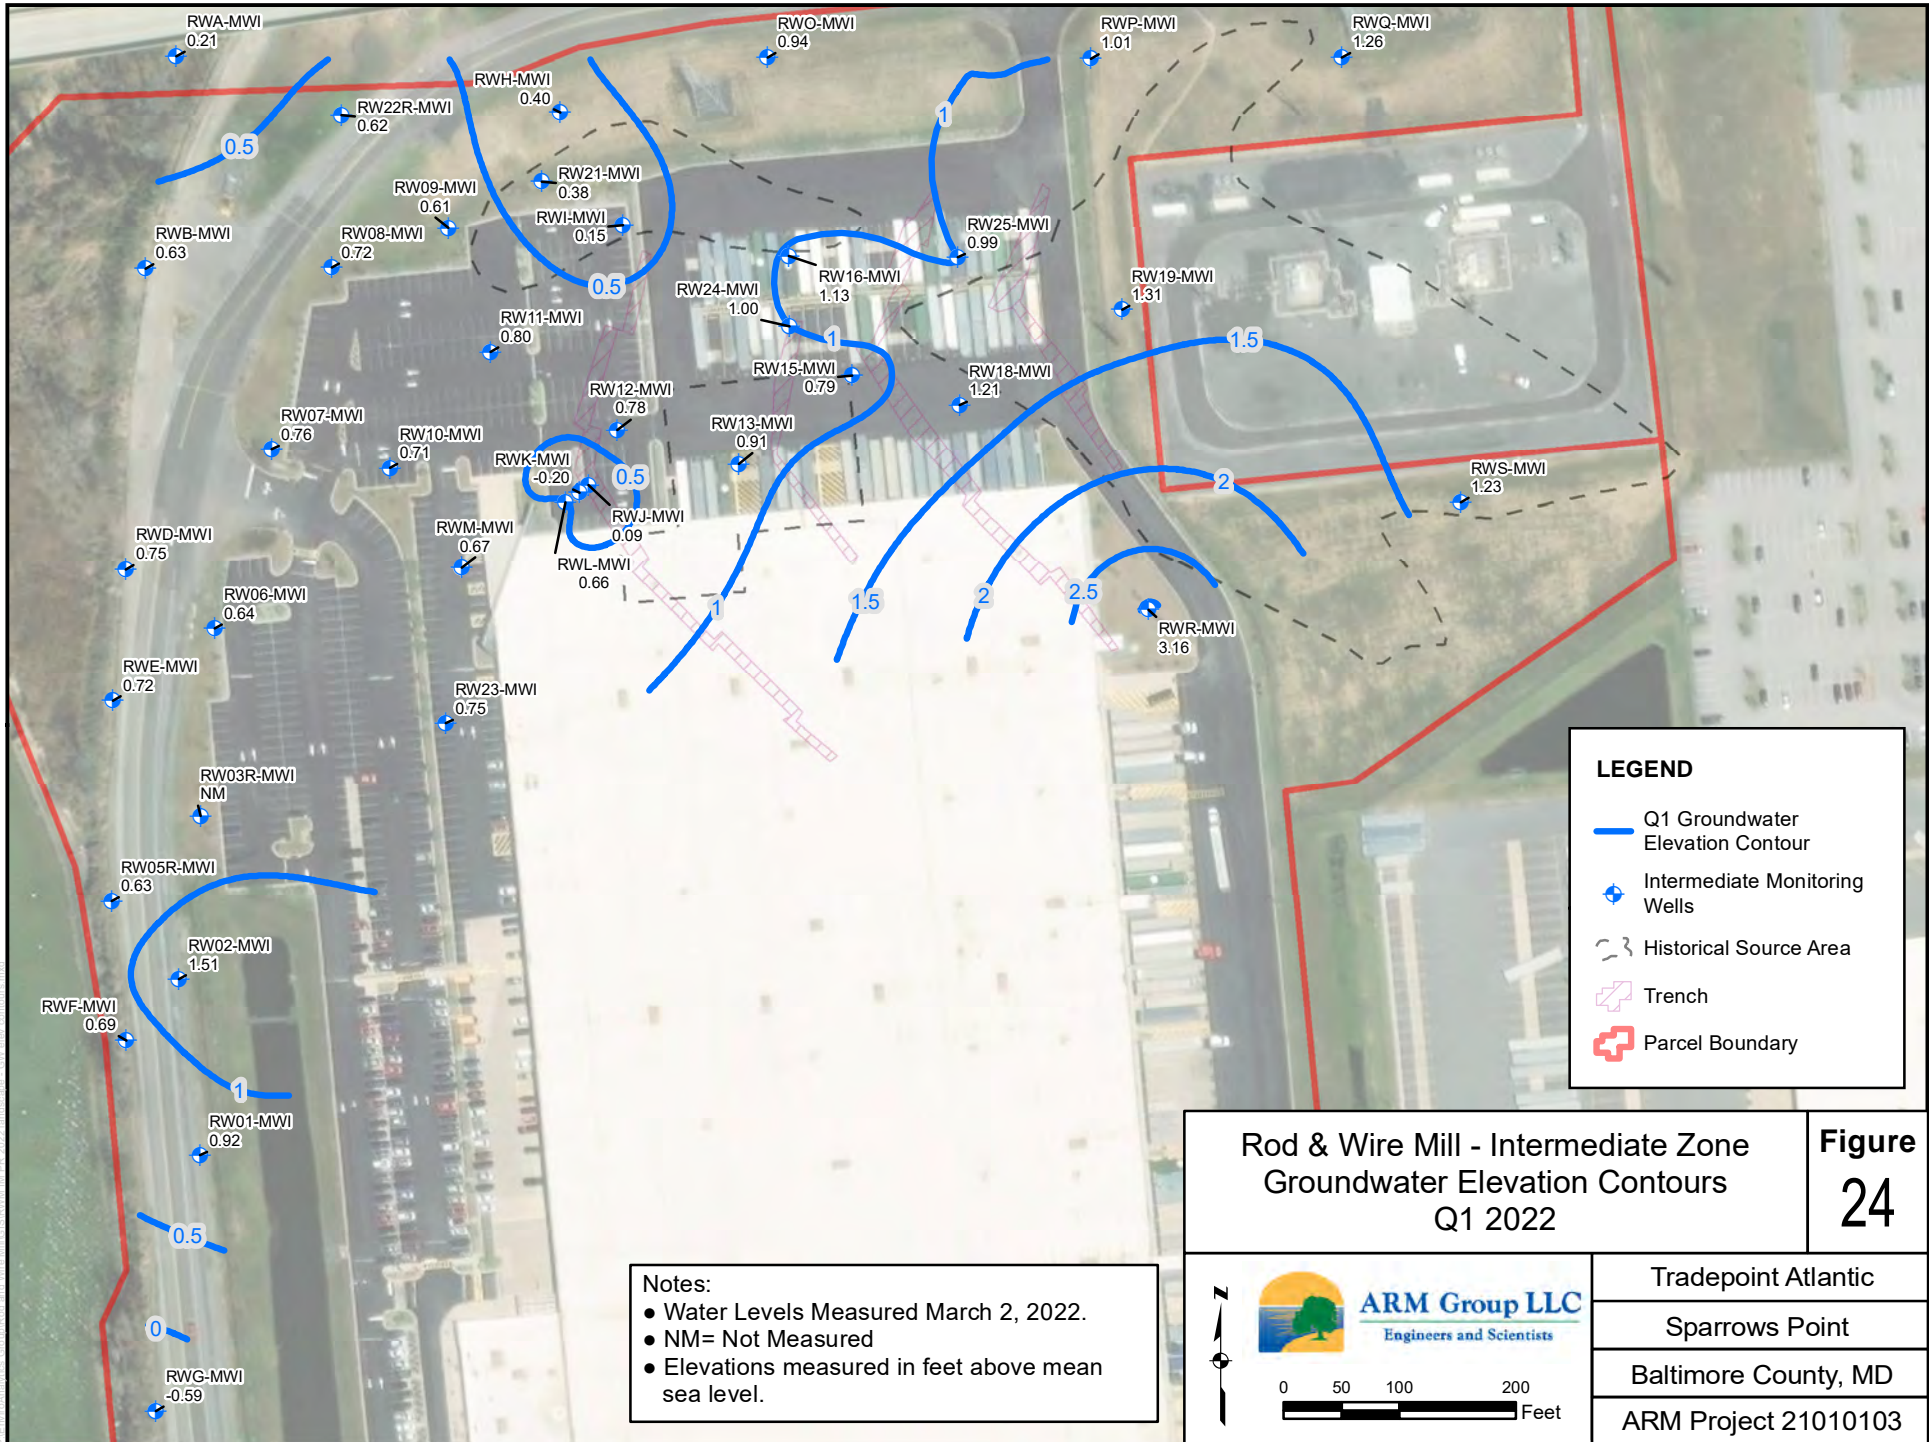 RWA-MWI
0.21
RWO-MWI
0.94
RWP-MWI
1.01
RWQ-MWI
1.26
RWH-MWI
0.40
RW22R-MWI
0.62
1
0.5
RW21-MWI
0.38
RW09-MWI
0.61
RWI-MWI
0.15
RWB-MWI
0.63
RW08-MWI
0.72
RW25-MWI
0.99
RW16-MWI
1.13
RW24-MWI
1.00
RW19-MWI
1.31
0.5
RW11-MWI
0.80
1
1.5
RW15-MWI
0.79
RW18-MWI
1.21
RW12-MWI
0.78
RW07-MWI
0.76
RW10-MWI
0.71
RW13-MWI
0.91
RWK-MWI
-0.20
0.5
2
RWS-MWI
1.23
RWJ-MWI
0.09
RWM-MWI
0.67
RWL-MWI
0.66
RWD-MWI
0.75
RW06-MWI
0.64
1
1.5
2
2.5
RWR-MWI
3.16
RWE-MWI
0.72
RW23-MWI
0.75
RW03R-MWI
NM
RW05R-MWI
0.63
RW02-MWI
1.51
RWF-MWI
0.69
1
RW01-MWI
0.92
0.5
0
RWG-MWI
-0.59
LEGEND
Q1 Groundwater
Elevation Contour
Intermediate Monitoring
Wells
Historical Source Area
Trench
Parcel Boundary
Notes:
● Water Levels Measured March 2, 2022.
● NM= Not Measured
● Elevations measured in feet above mean
sea level.
Rod & Wire Mill - Intermediate Zone
Groundwater Elevation Contours
Q1 2022
Figure
24
Z
ARM Group LLC
Engineers and Scientists
0 50 100 200
Feet
Tradepoint Atlantic
Sparrows Point
Baltimore County, MD
ARM Project 21010103